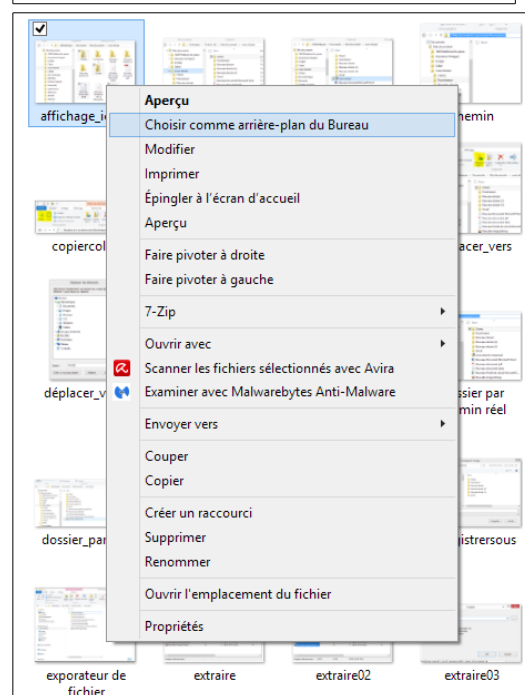 affichage_ic
emin
Aperçu
Choisir comme arrière-plan du Bureau
Modifier
Imprimer
Épingler à l'écran d'accueil
Aperçu
Faire pivoter à droite
Faire pivoter à gauche
7-Zip
Ouvrir avec
Scanner les fichiers sélectionnés avec Avira
Examiner avec Malwarebytes Anti-Malware
Envoyer vers
Couper
Copier
Créer un raccourci
Supprimer
Renommer
Ouvrir l'emplacement du fichier
Propriétés
copiercol
acer_vers
déplacer_v
ssier par
min réel
dossier_par
istrersous
exporateur de
fichier
extraire
extraire02
extraire03